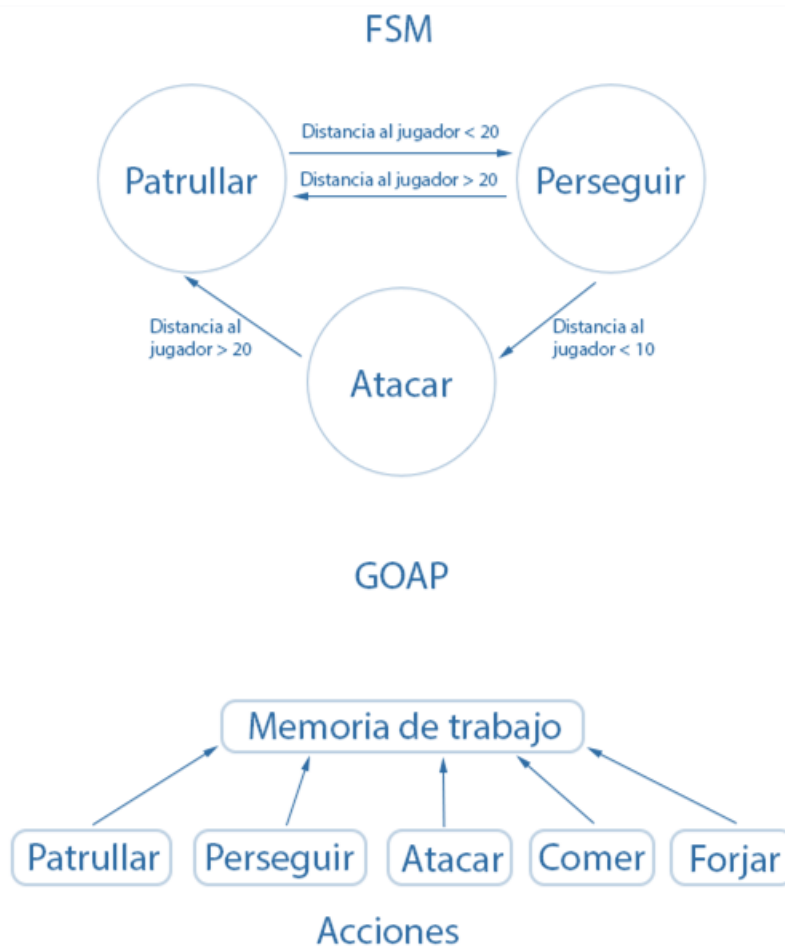 FSM
Distancia al jugador < 20
Patrullar
Distancia al jugador > 20
Perseguir
Distancia al
jugador > 20
Distancia al
jugador < 10
Atacar
GOAP
Memoria de trabajo
Patrullar
Perseguir
Atacar
Comer
Forjar
Acciones